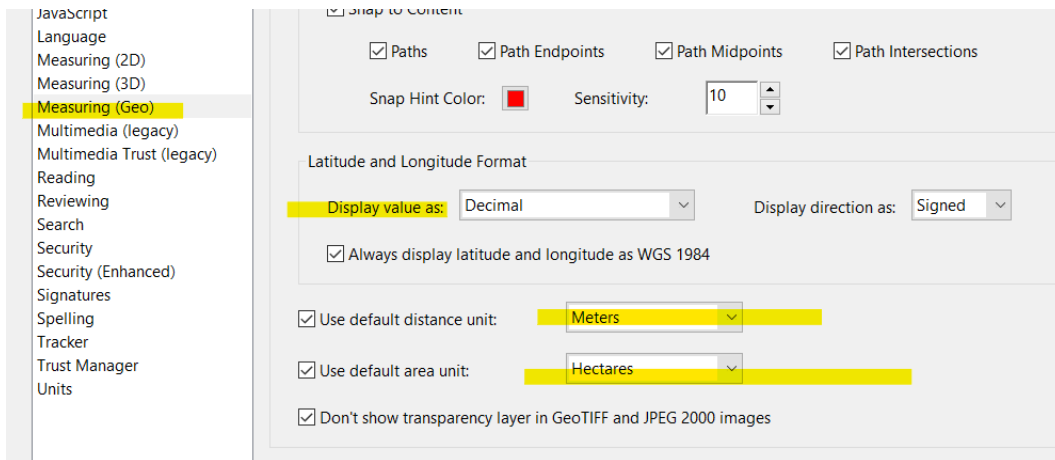 JavaScript
Language
Measuring (2D)
Measuring (3D)
Measuring (Geo)
Multimedia (legacy)
Multimedia Trust (legacy)
Reading
Reviewing
Search
Security
Security (Enhanced)
Signatures
Spelling
Tracker
Trust Manager
Units
Snap to Content
Paths Path Endpoints Path Midpoints Path Intersections
Snap Hint Color: Sensitivity: 10
Latitude and Longitude Format
Display value as: Decimal Display direction as: Signed
Always display latitude and longitude as WGS 1984
Use default distance unit: Meters
Use default area unit: Hectares
Don't show transparency layer in GeoTIFF and JPEG 2000 images